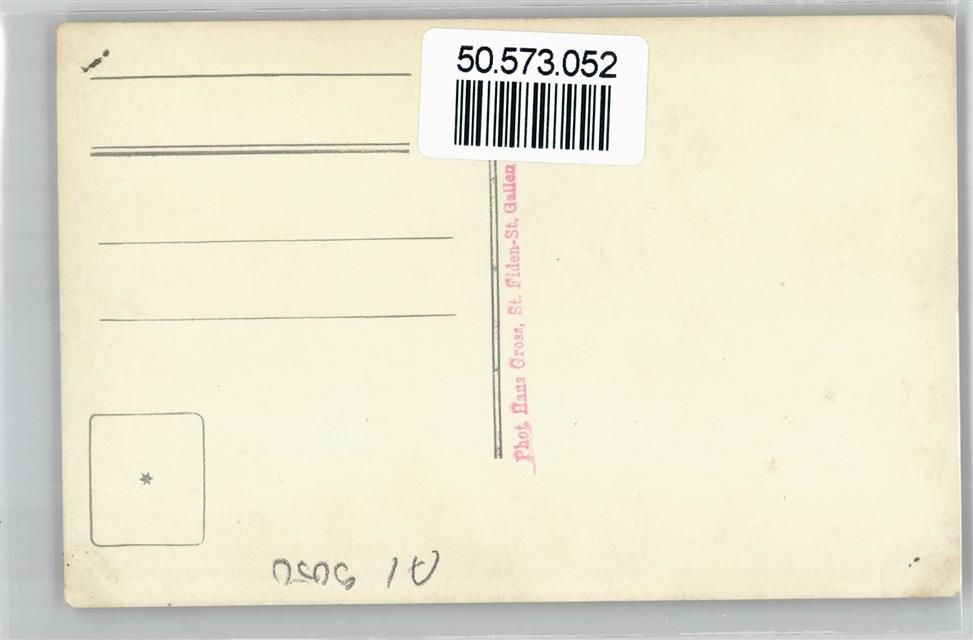 50.573.052
Phot. Hans Gross, St. Fiden-St. Gallen